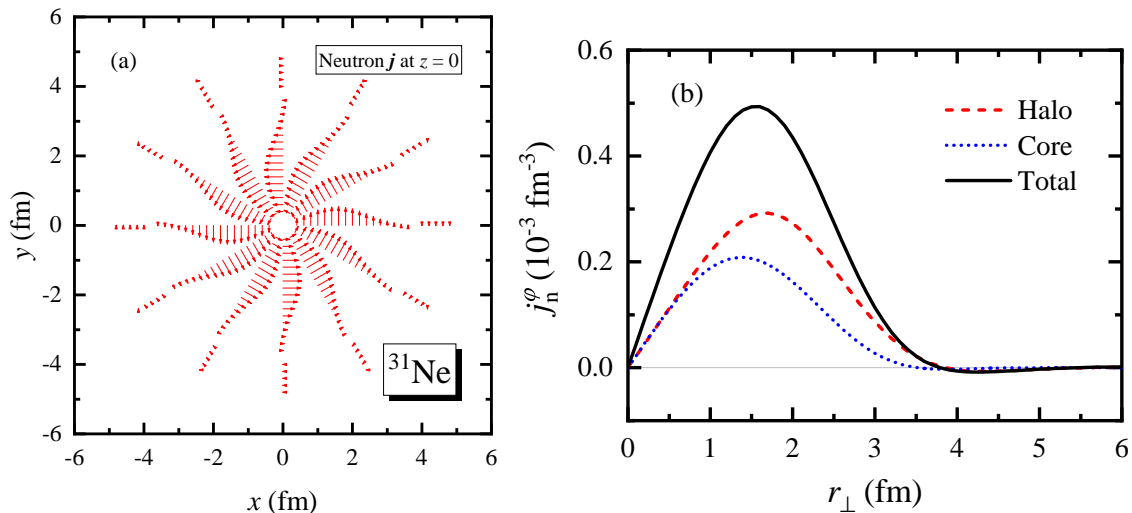 (a)
Neutron j at z = 0
6
4
2
0
-2
-4
-6
y (fm)
³¹Ne
-6 -4 -2 0 2 4 6
x (fm)
(b)
Halo
Core
Total
0.6
0.4
0.2
0.0
jₙᵠ (10⁻³ fm⁻³)
0 1 2 3 4 5 6
r⊥ (fm)